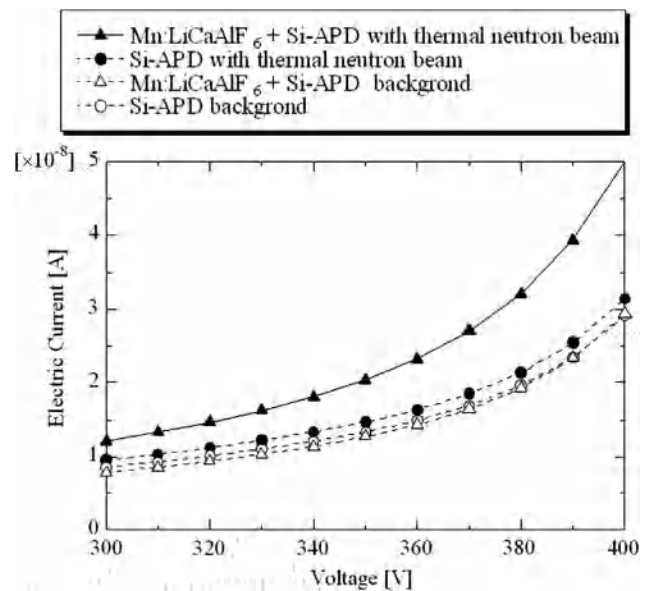 Mn:LiCaAlF6 + Si-APD with thermal neutron beam
Si-APD with thermal neutron beam
Mn:LiCaAlF6 + Si-APD backgrond
Si-APD backgrond
[×10-8]
5
4
3
2
1
0
Electric Current [A]
300 320 340 360 380 400
Voltage [V]